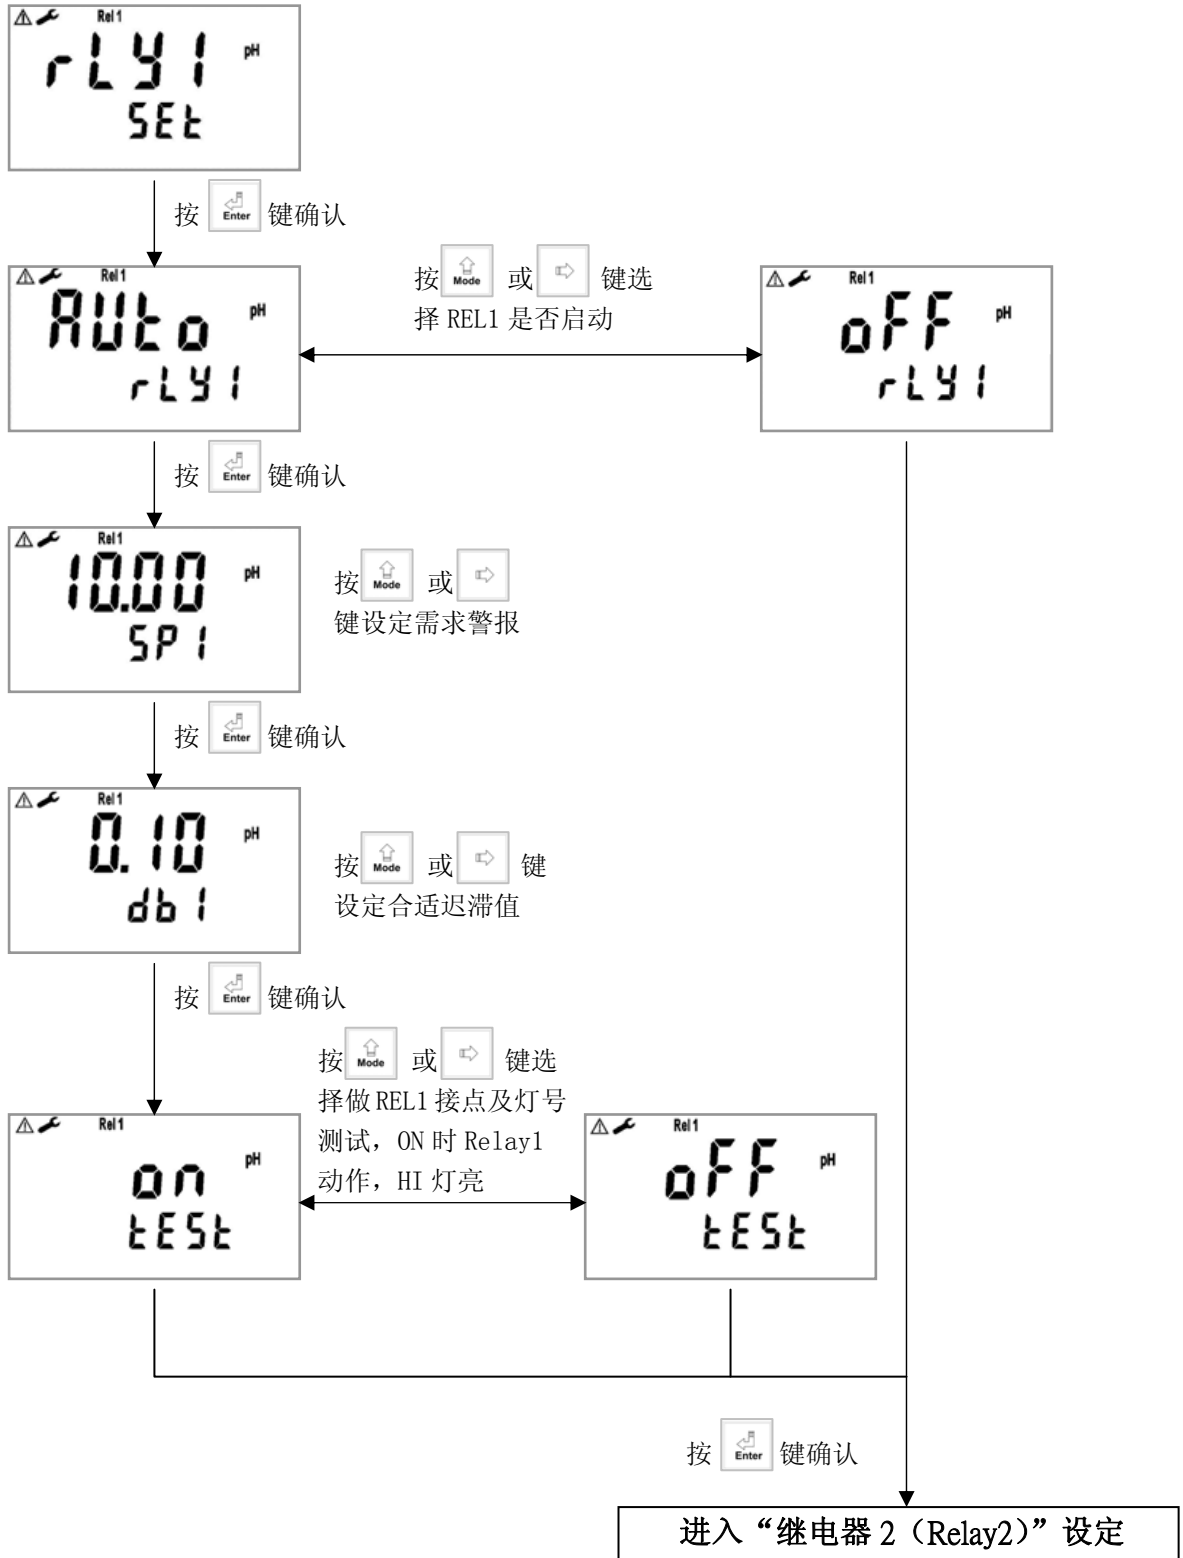 Rel1
rLY1 pH
SEt
按 Enter 键确认
Rel1
AUto pH
rLY1
按 Mode 或 键选
择 REL1 是否启动
Rel1
oFF pH
rLY1
按 Enter 键确认
Rel1
10.00 pH
SP1
按 Mode 或
键设定需求警报
按 Enter 键确认
Rel1
0.10 pH
db1
按 Mode 或 键
设定合适迟滞值
按 Enter 键确认
按 Mode 或 键选
择做 REL1 接点及灯号
测试，ON 时 Relay1
动作，HI 灯亮
Rel1
on pH
tESt
Rel1
oFF pH
tESt
按 Enter 键确认
进入“继电器 2（Relay2）”设定